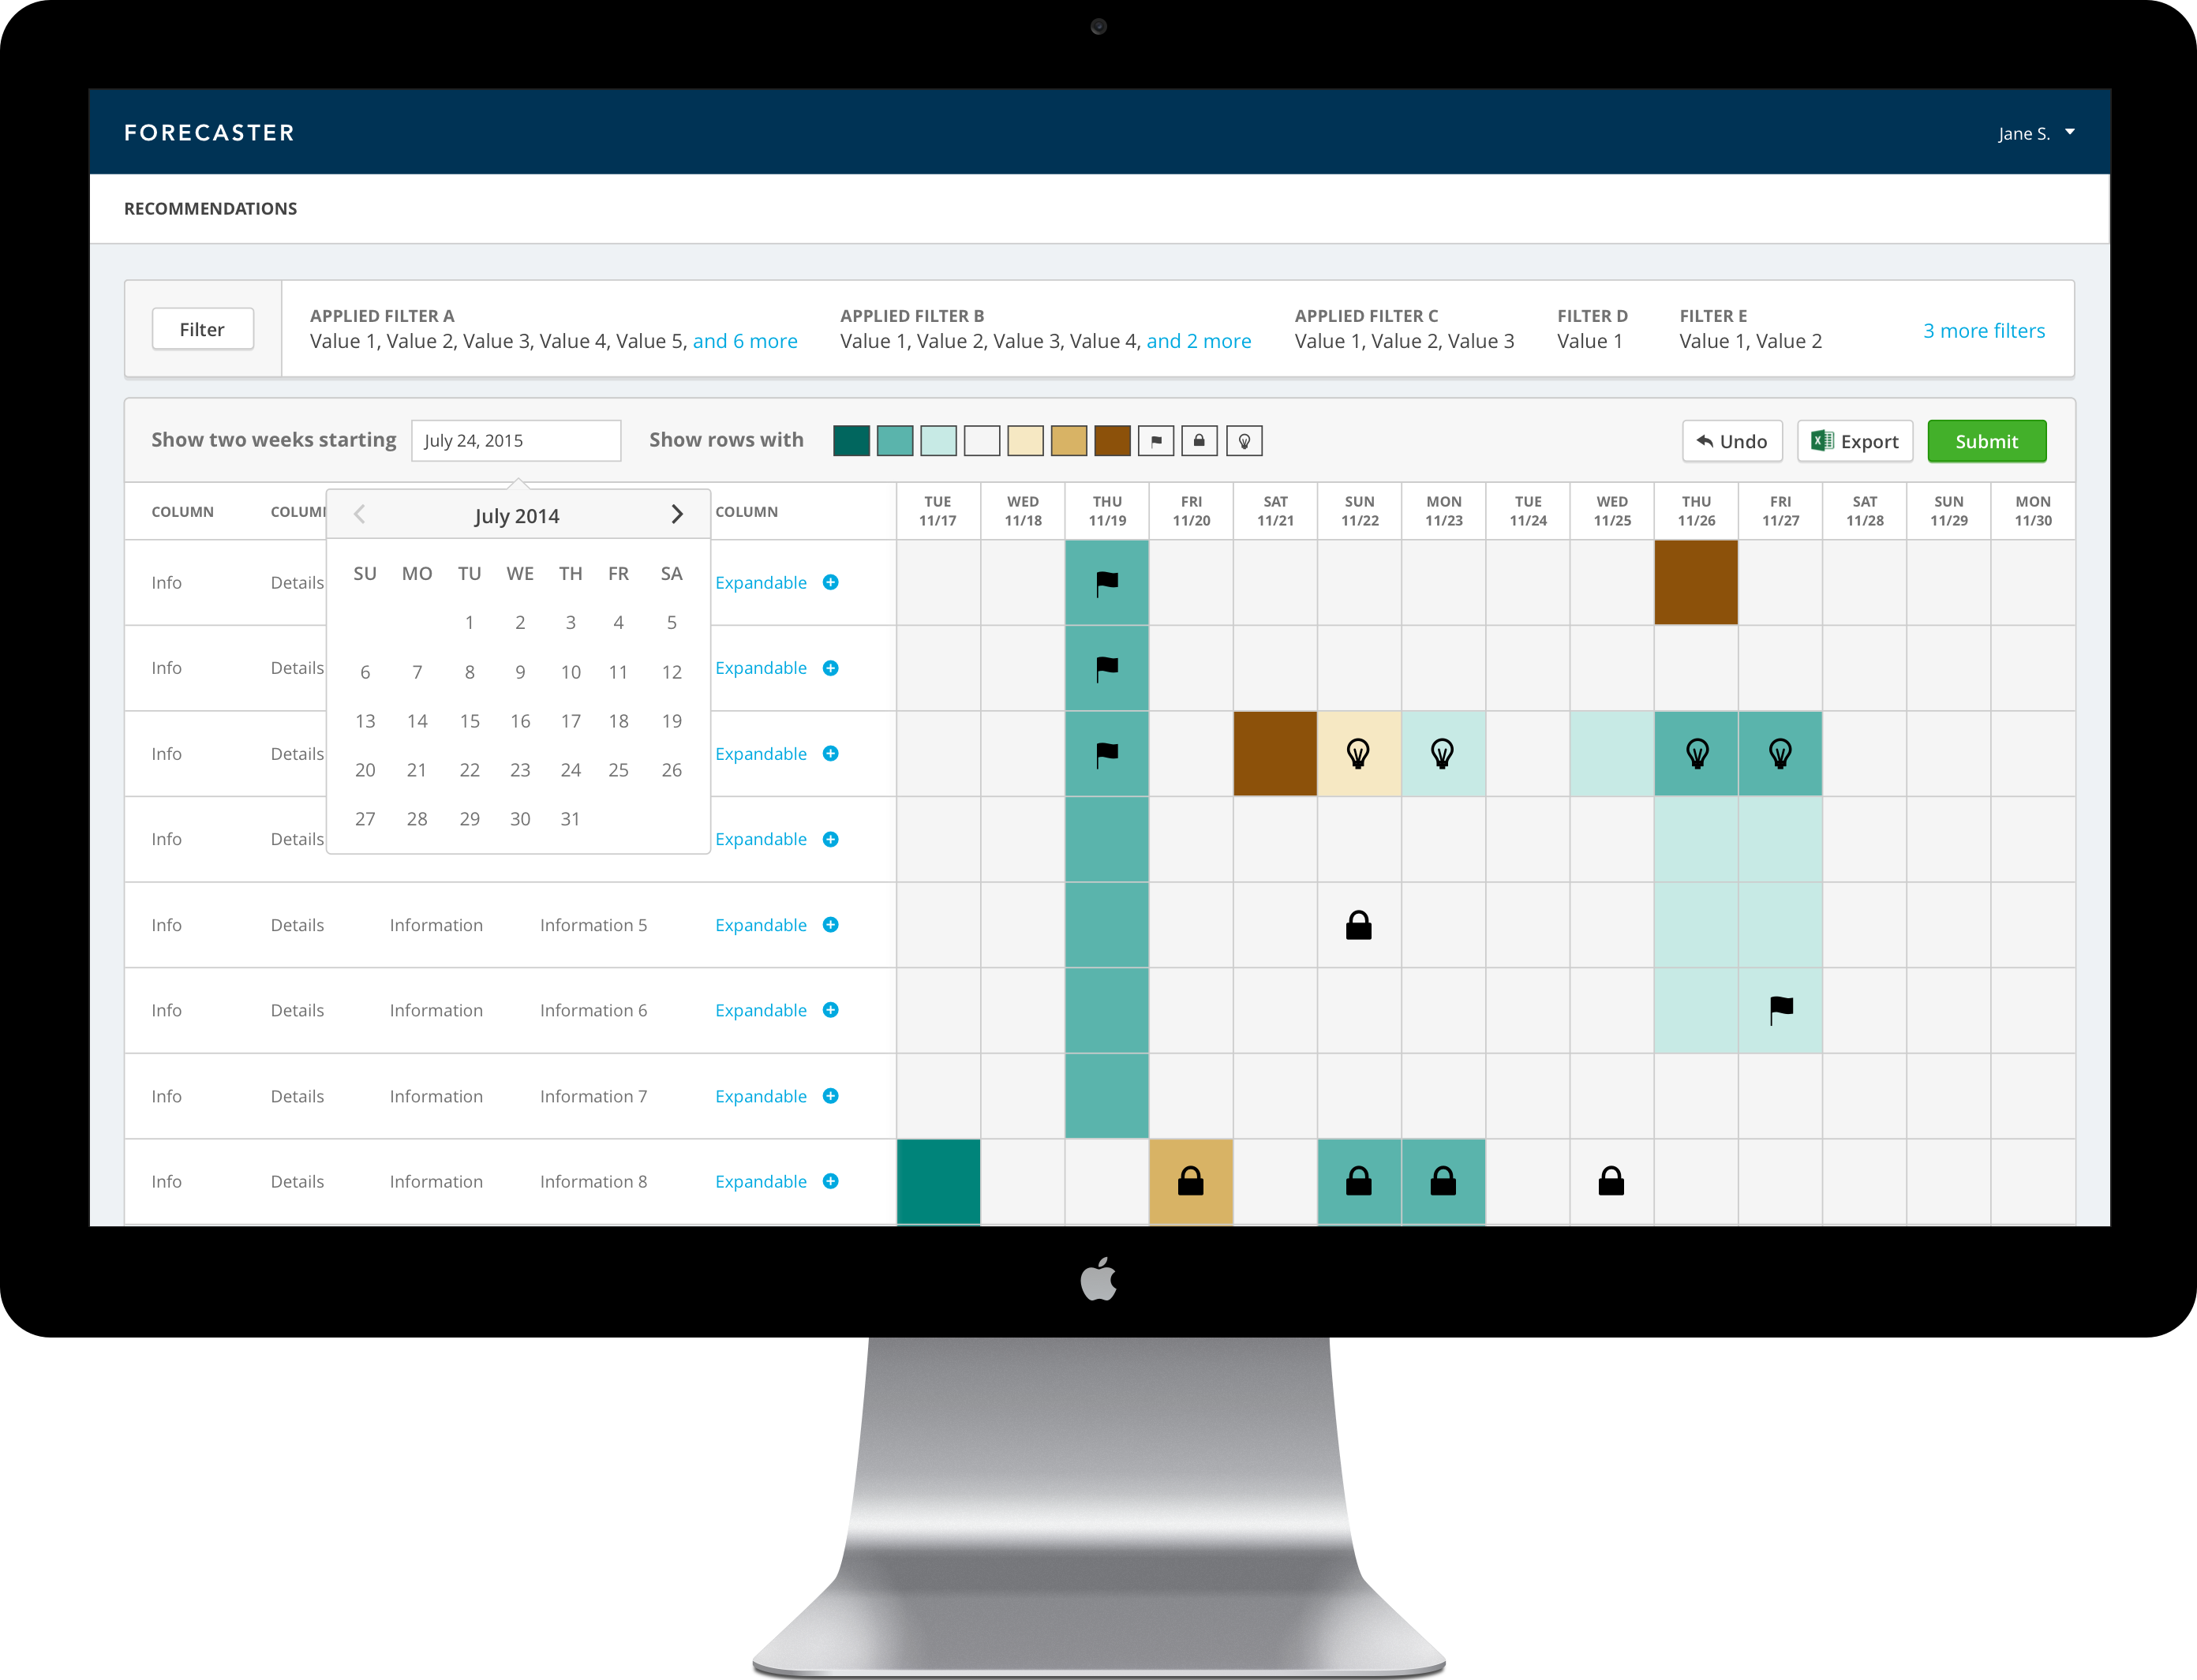 FORECASTER
Jane S.
RECOMMENDATIONS
Filter
APPLIED FILTER A
Value 1, Value 2, Value 3, Value 4, Value 5, and 6 more
APPLIED FILTER B
Value 1, Value 2, Value 3, Value 4, and 2 more
APPLIED FILTER C
Value 1, Value 2, Value 3
FILTER D
Value 1
FILTER E
Value 1, Value 2
3 more filters
Show two weeks starting
July 24, 2015
Show rows with
Undo
Export
Submit
COLUMN
COLUM
COLUMN
TUE 11/17
WED 11/18
THU 11/19
FRI 11/20
SAT 11/21
SUN 11/22
MON 11/23
TUE 11/24
WED 11/25
THU 11/26
FRI 11/27
SAT 11/28
SUN 11/29
MON 11/30
July 2014
SU MO TU WE TH FR SA
1 2 3 4 5
6 7 8 9 10 11 12
13 14 15 16 17 18 19
20 21 22 23 24 25 26
27 28 29 30 31
Info Details Expandable
Info Details Expandable
Info Details Expandable
Info Details Expandable
Info Details Information Information 5 Expandable
Info Details Information Information 6 Expandable
Info Details Information Information 7 Expandable
Info Details Information Information 8 Expandable